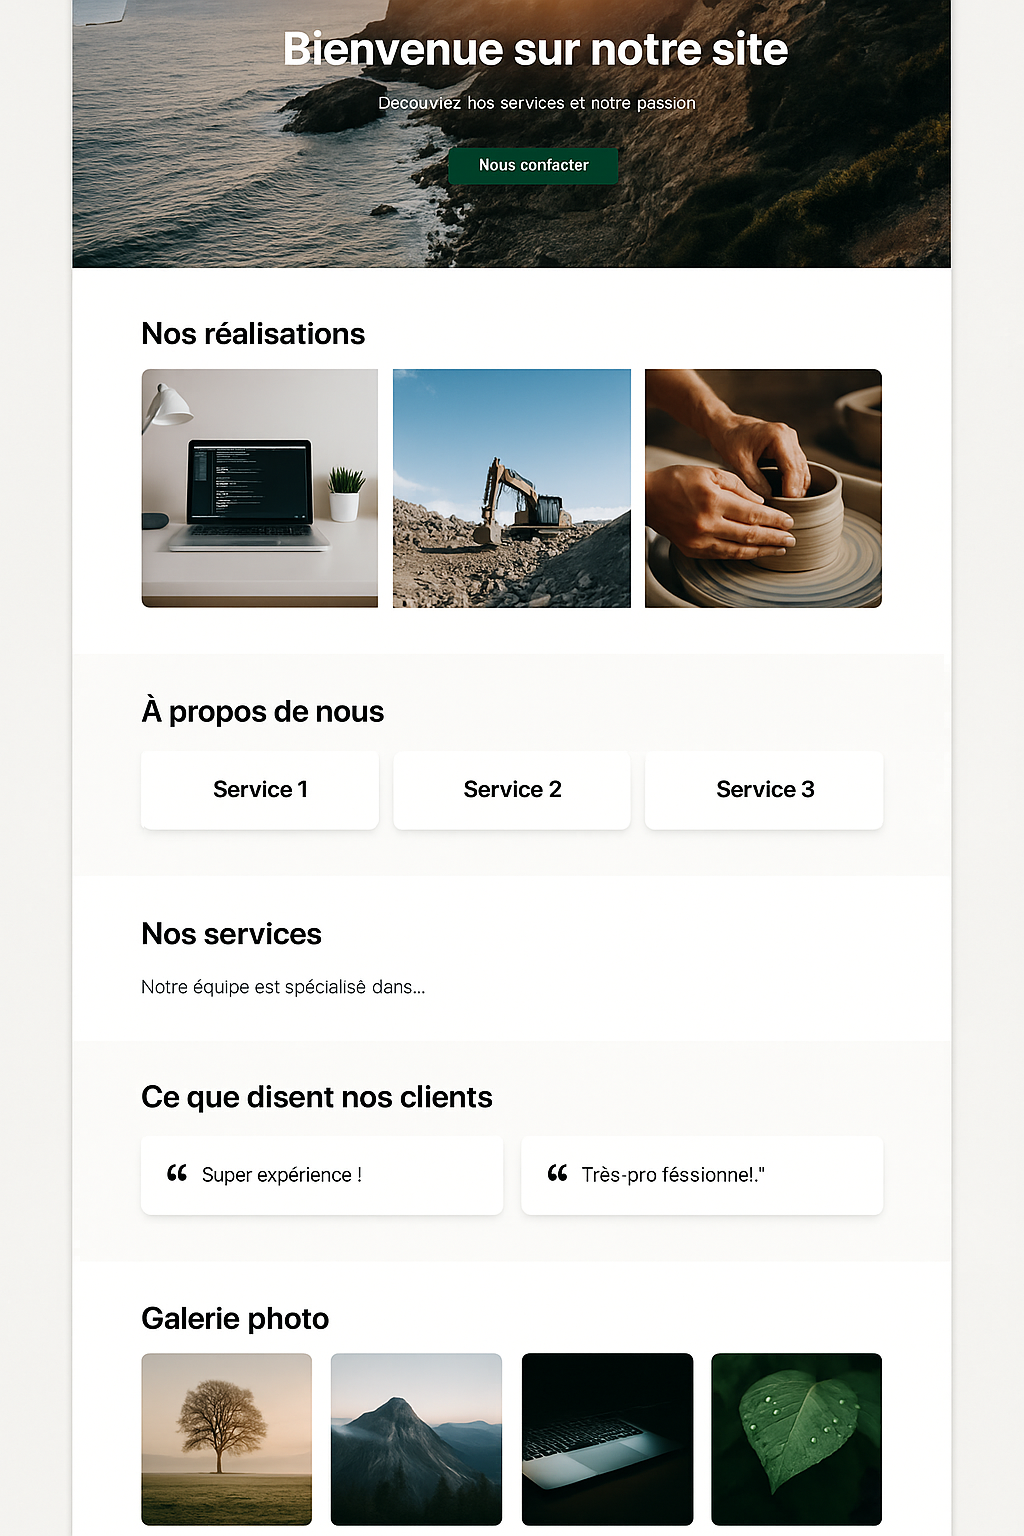 Bienvenue sur notre site
Decouviez hos services et notre passion
Nous confacter
Nos réalisations
À propos de nous
Service 1
Service 2
Service 3
Nos services
Notre équipe est spécialisê dans...
Ce que disent nos clients
“ Super expérience !
“ Très-pro féssionne!."
Galerie photo